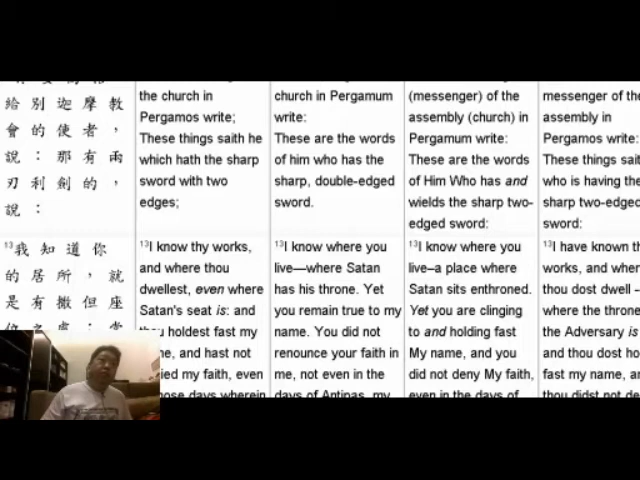 給別迦摩教
會的使者，
說：那有兩
刃利劍的，
說：
13我知道你
的居所，就
是有撒但座
the church in
Pergamos write;
These things saith he
which hath the sharp
sword with two
edges;
13I know thy works,
and where thou
dwellest, even where
Satan's seat is: and
holdest fast my
and hast not
my faith, even
days wherein
church in Pergamum
write:
These are the words
of him who has the
sharp, double-edged
sword.
13I know where you
live—where Satan
has his throne. Yet
you remain true to my
name. You did not
renounce your faith in
me, not even in the
days of Antipas, my
(messenger) of the
assembly (church) in
Pergamum write:
These are the words
of Him Who has and
wields the sharp two-
edged sword:
13I know where you
live–a place where
Satan sits enthroned.
Yet you are clinging
to and holding fast
My name, and you
did not deny My faith,
even in the days of
messenger of the
assembly in
Pergamos write:
These things
who is having the
sharp two-edged
sword:
13I have known
works, and
thou dost dwell --
where the throne
the Adversary is
and thou dost
fast my name,
thou didst not